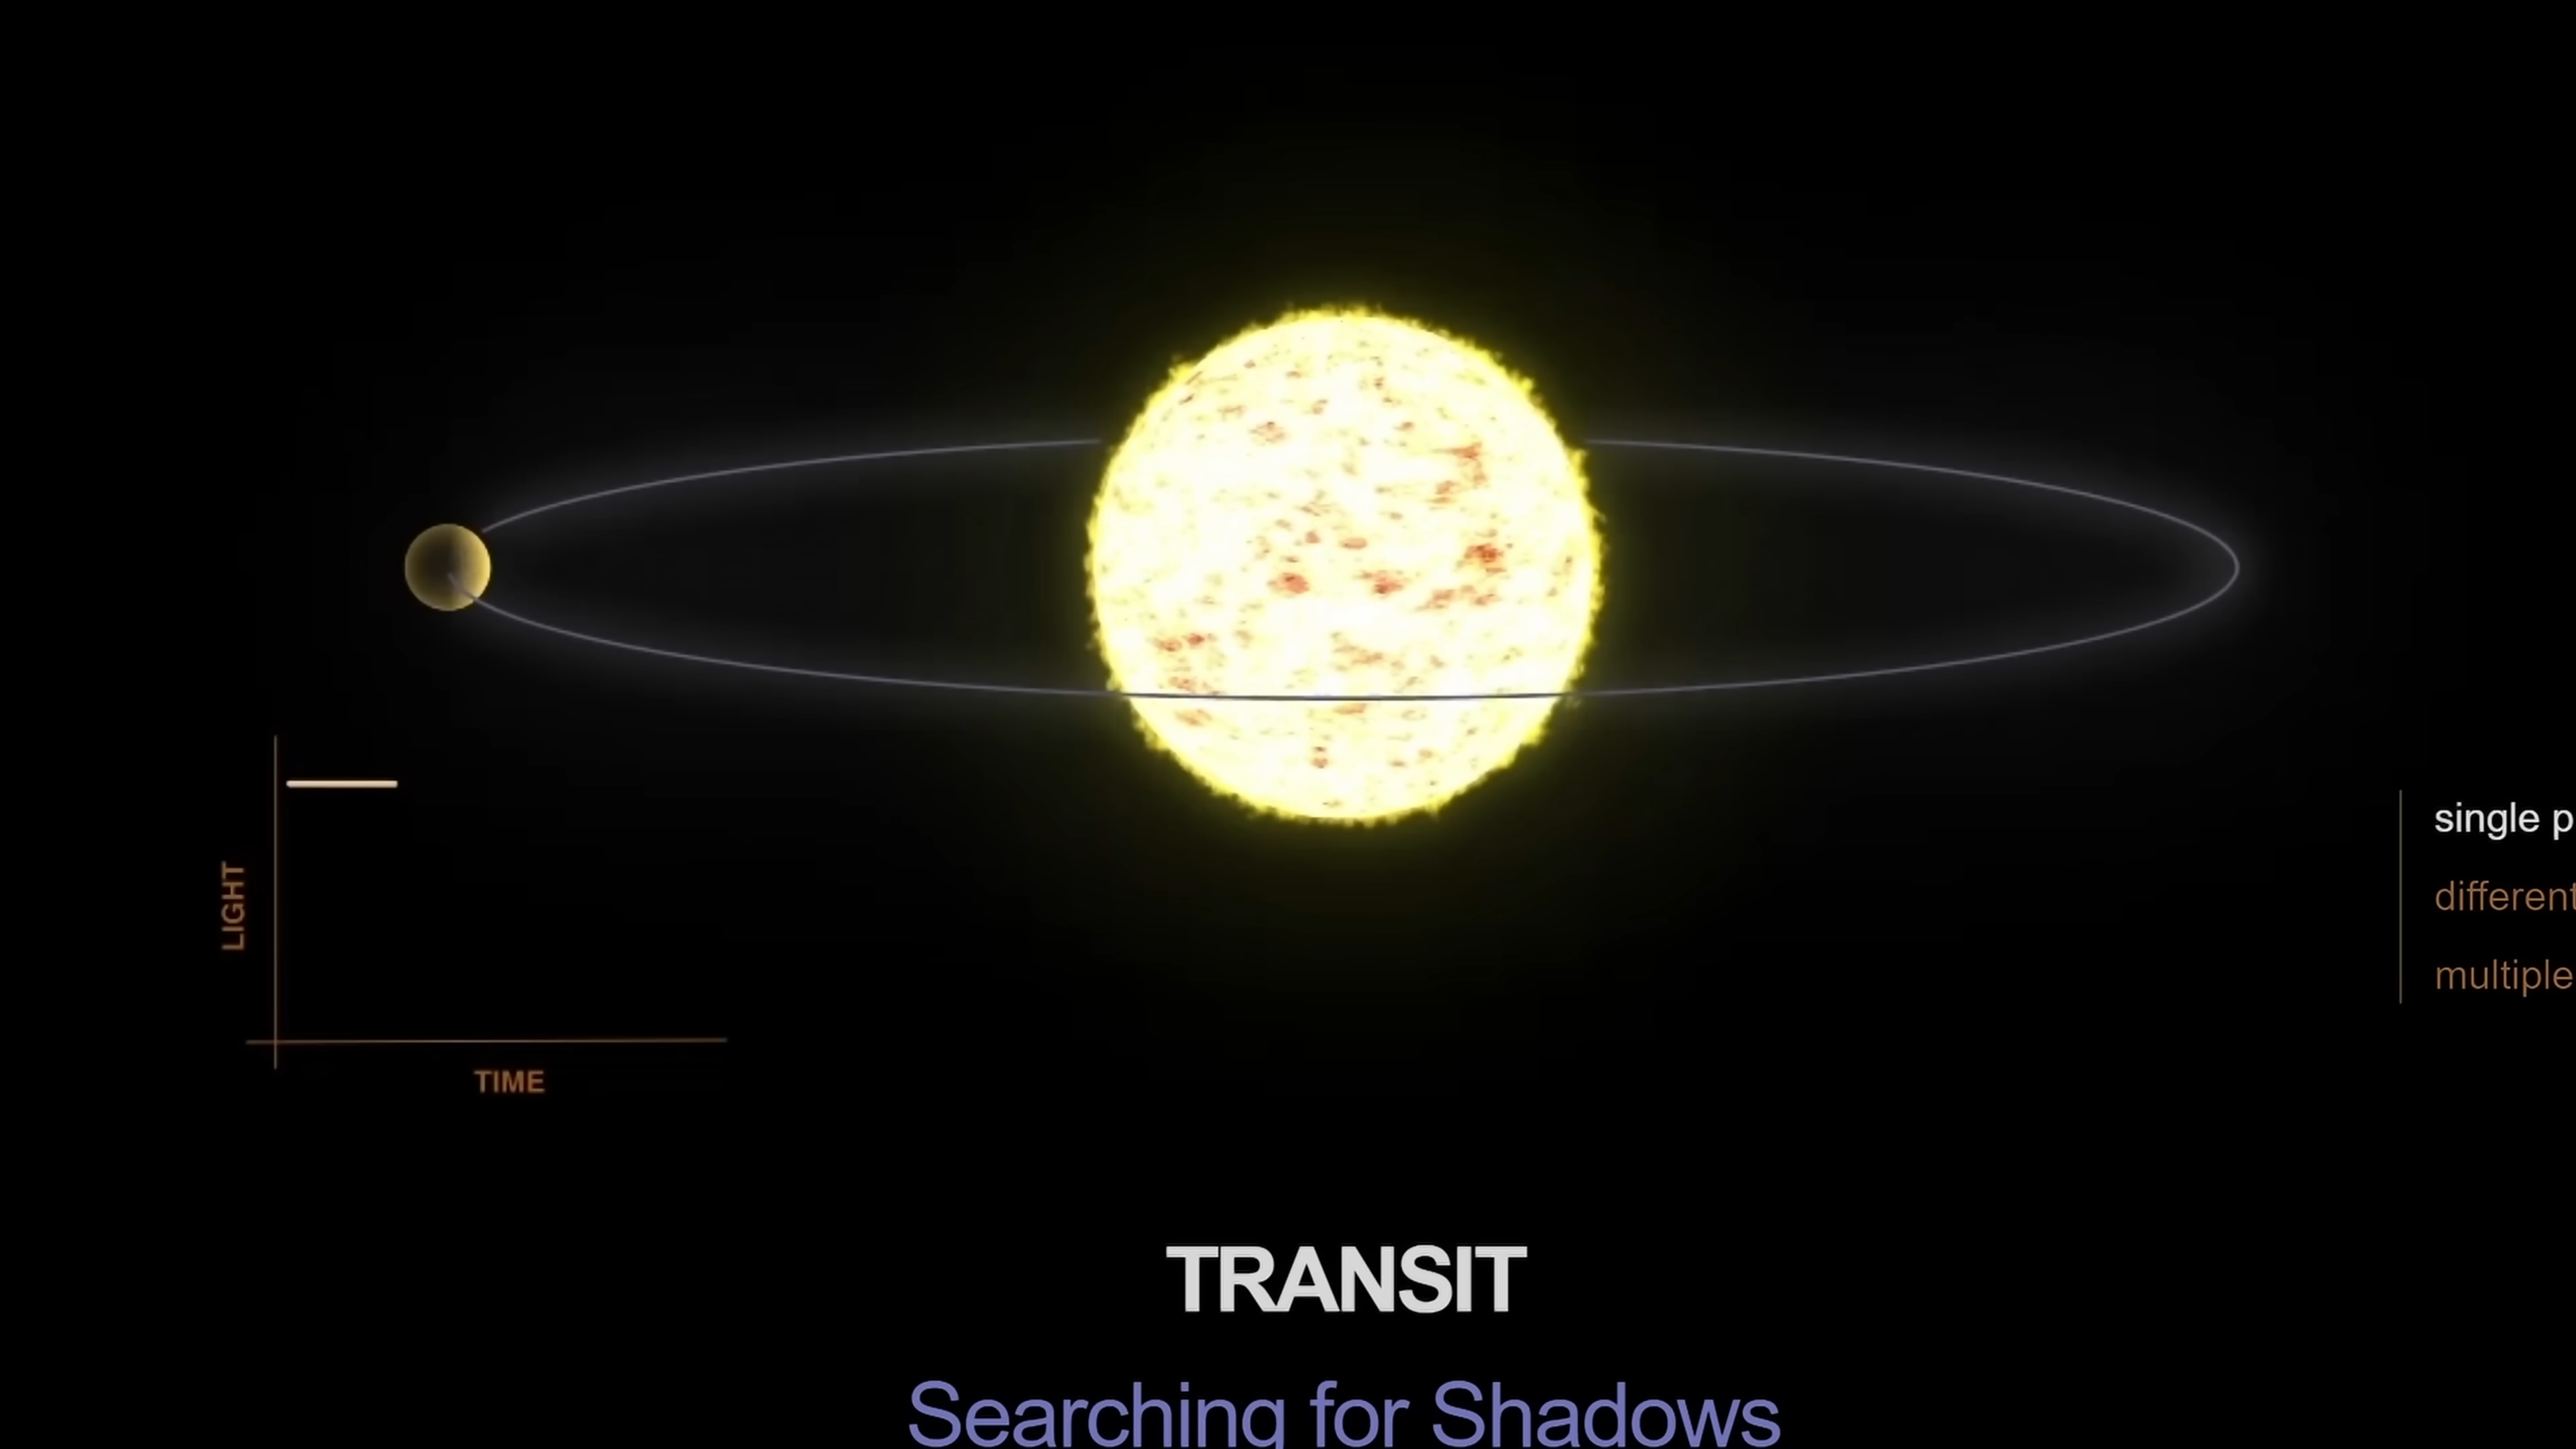 LIGHT
TIME
single p
different
multiple
TRANSIT
Searching for Shadows